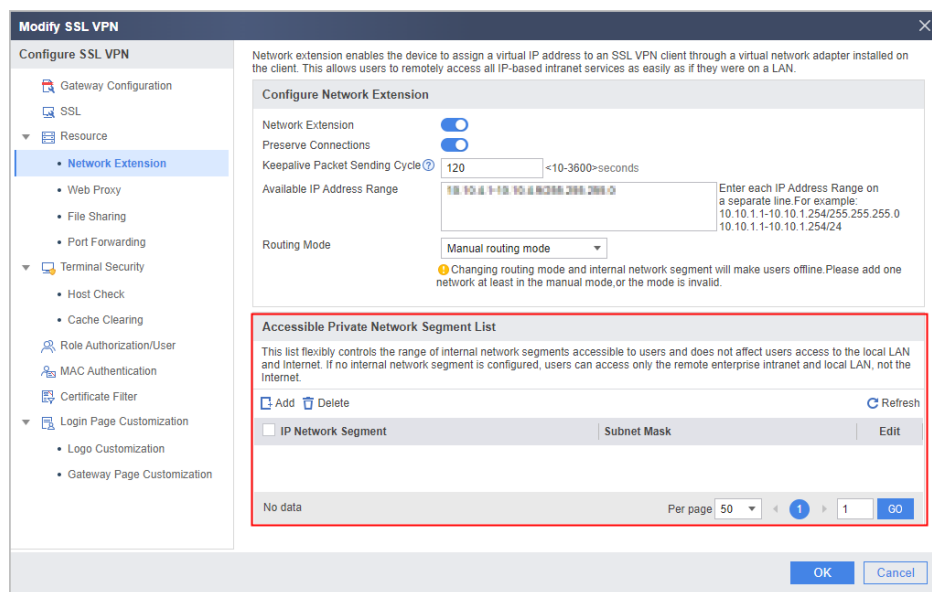 Modify SSL VPN
Configure SSL VPN
Gateway Configuration
SSL
Resource
Network Extension
Web Proxy
File Sharing
Port Forwarding
Terminal Security
Host Check
Cache Clearing
Role Authorization/User
MAC Authentication
Certificate Filter
Login Page Customization
Logo Customization
Gateway Page Customization
Network extension enables the device to assign a virtual IP address to an SSL VPN client through a virtual network adapter installed on
the client. This allows users to remotely access all IP-based intranet services as easily as if they were on a LAN.
Configure Network Extension
Network Extension
Preserve Connections
Keepalive Packet Sending Cycle ? 120 <10-3600>seconds
Available IP Address Range
Enter each IP Address Range on
a separate line.For example:
10.10.1.1-10.10.1.254/255.255.255.0
10.10.1.1-10.10.1.254/24
Routing Mode Manual routing mode
Changing routing mode and internal network segment will make users offline.Please add one
network at least in the manual mode,or the mode is invalid.
Accessible Private Network Segment List
This list flexibly controls the range of internal network segments accessible to users and does not affect users access to the local LAN
and Internet. If no internal network segment is configured, users can access only the remote enterprise intranet and local LAN, not the
Internet.
Add Delete Refresh
IP Network Segment Subnet Mask Edit
No data Per page 50 1 1 GO
OK Cancel